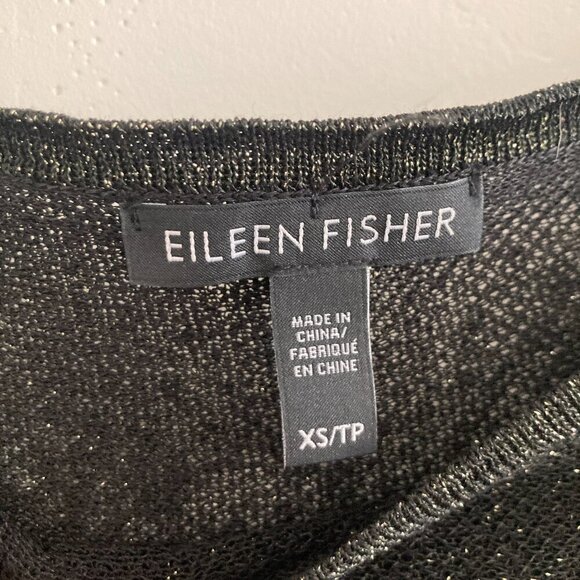 EILEEN FISHER
MADE IN
CHINA/
FABRIQUÉ
EN CHINE
XS/TP